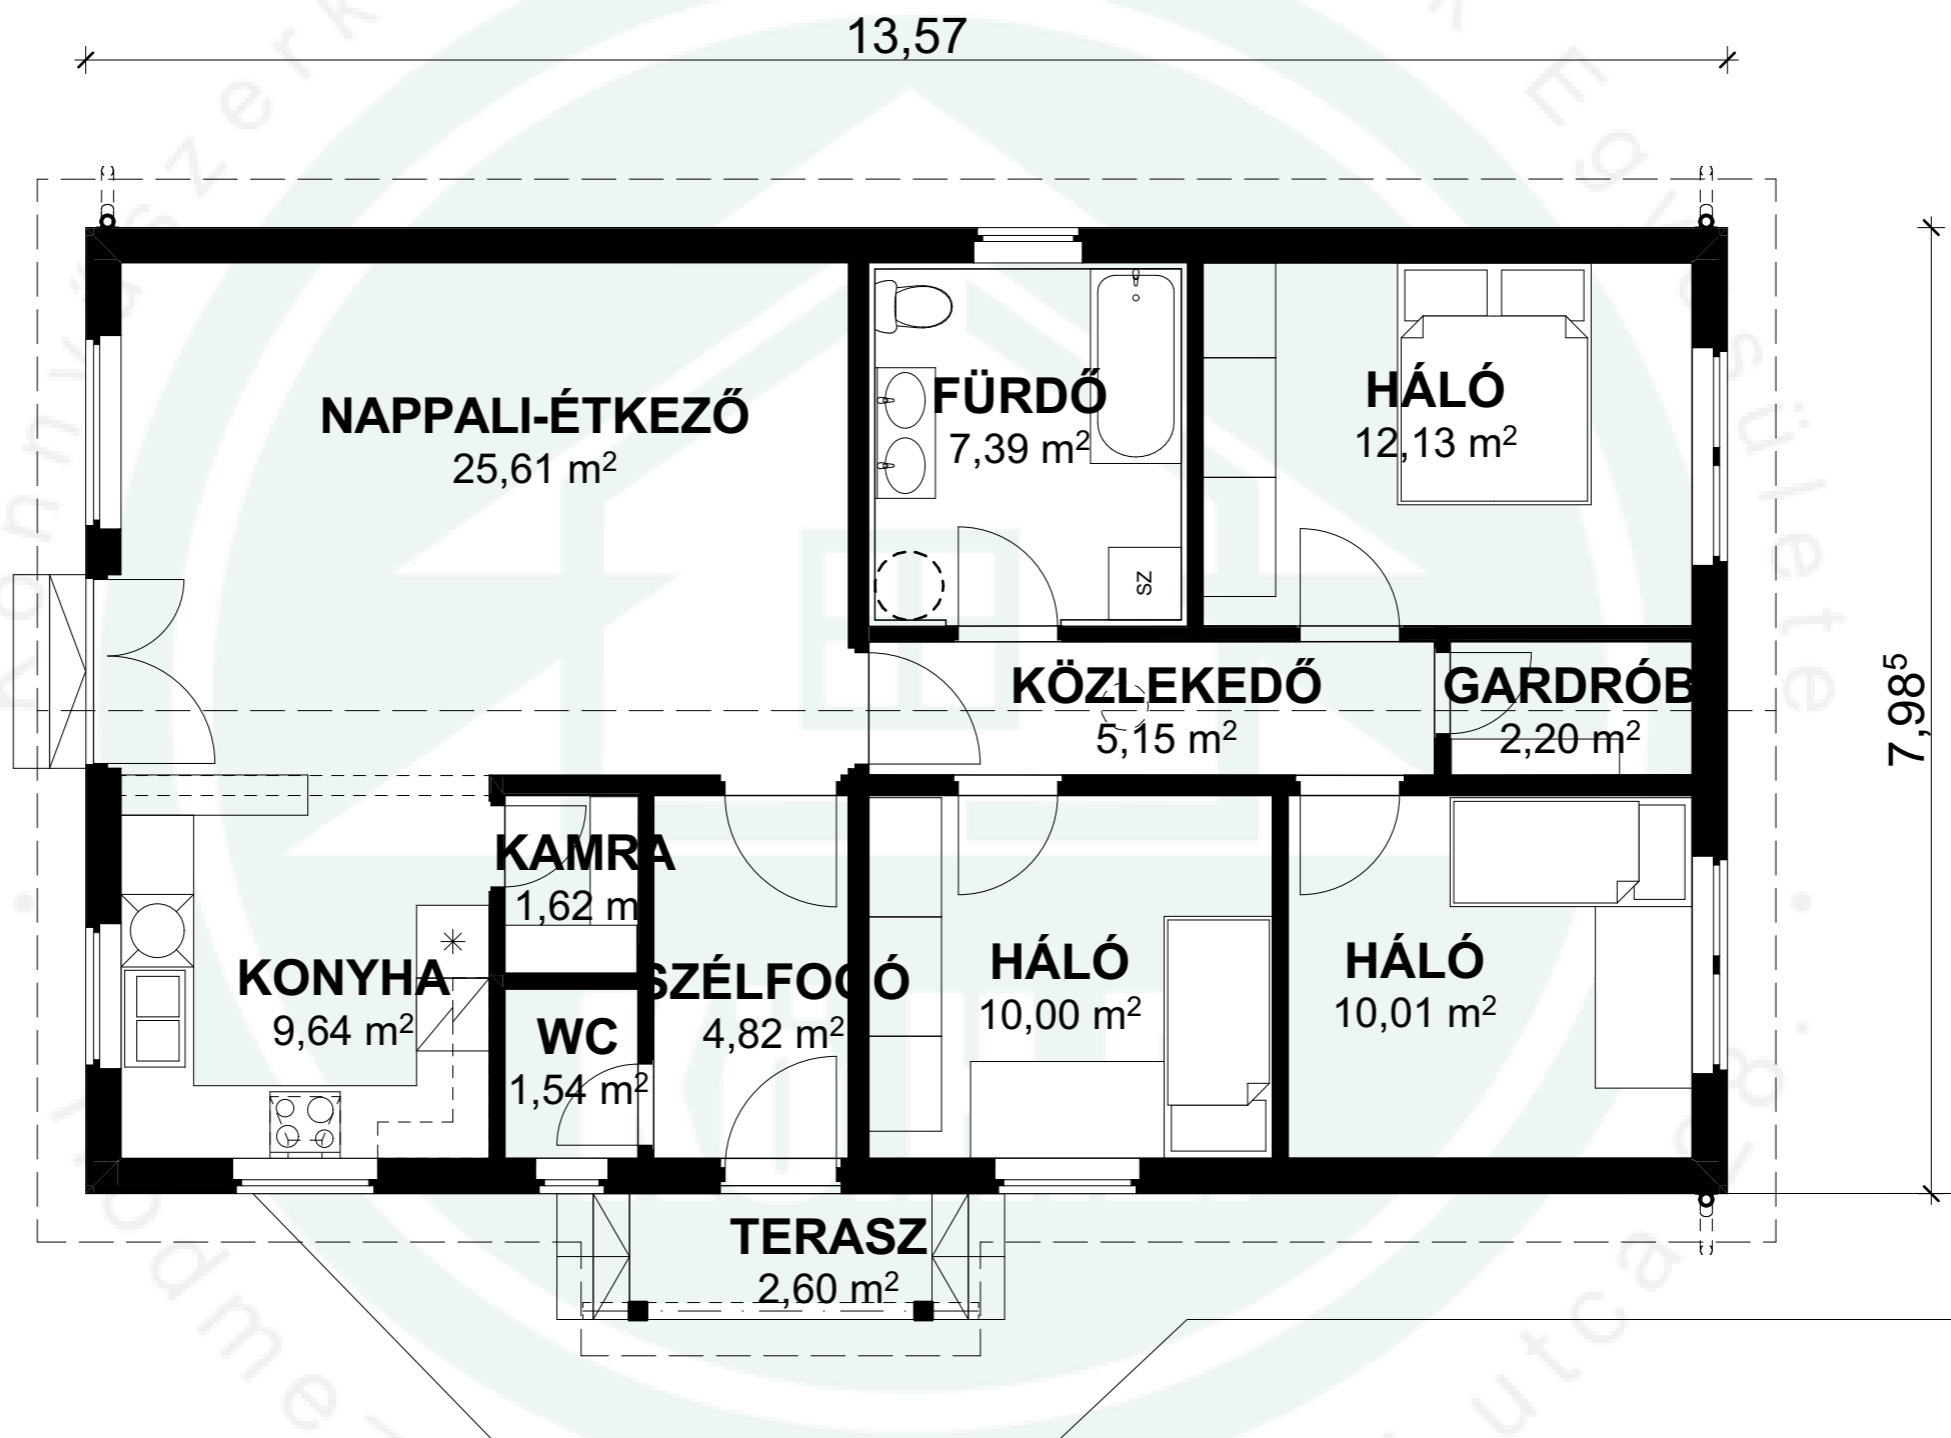 13,57
NAPPALI-ÉTKEZŐ
25,61 m²
FÜRDŐ
7,39 m²
HÁLÓ
12,13 m²
SZ
KÖZLEKEDŐ
5,15 m²
GARDRÓB
2,20 m²
7,98⁵
KAMRA
1,62 m
KONYHA
9,64 m²
WC
1,54 m²
SZÉLFOGÓ
4,82 m²
HÁLÓ
10,00 m²
HÁLÓ
10,01 m²
TERASZ
2,60 m²